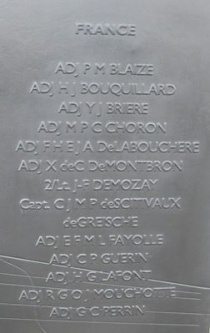 FRANCE
ADJ P M BLAIZE
ADJ H J BOUQUILLARD
ADJ Y J BRIERE
ADJ M P C CHORON
ADJ F H E J A DeLABOUCHERE
ADJ X deC DeMONTBRON
2/Lt. J-F DEMOZAY
Capt. C J M P deSCITIVAUX
deGREISCHE
ADJ E F M L FAYOLLE
ADJ C P GUERIN
ADJ H G LAFONT
ADJ R G O J MOUCHOTTE
ADJ G C PERRIN